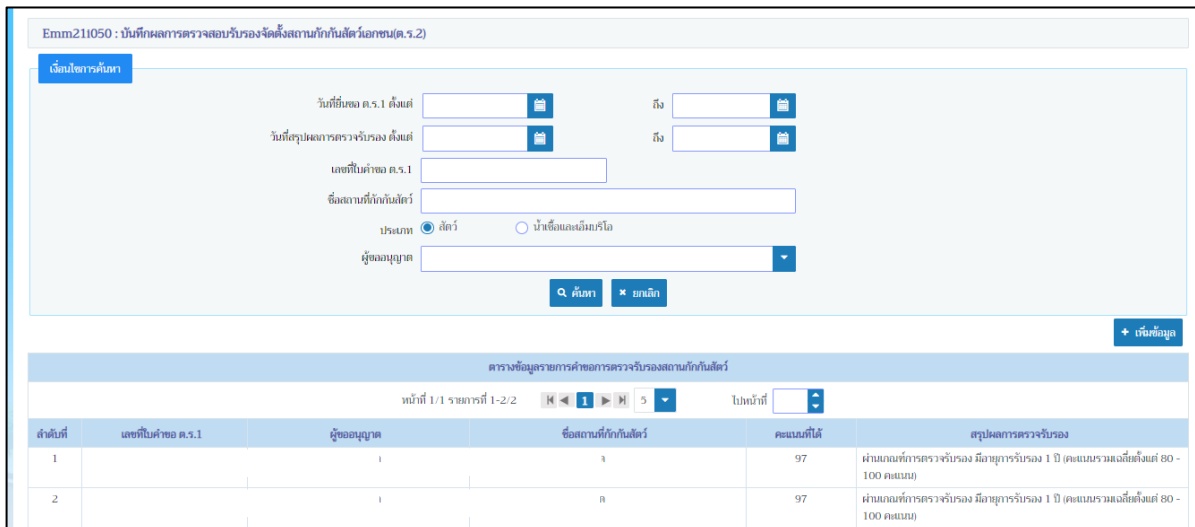 Emm21I050 : บันทึกผลการตรวจสอบรับรองจัดตั้งสถานกักกันสัตว์เอกชน(ต.ร.2)
เงื่อนไขการค้นหา
วันที่ยื่นขอ ต.ร.1 ตั้งแต่ ถึง
วันที่สรุปผลการตรวจรับรอง ตั้งแต่ ถึง
เลขที่ใบคำขอ ต.ร.1
ชื่อสถานที่กักกันสัตว์
ประเภท สัตว์ น้ำเชื้อและเอ็มบริโอ
ผู้ขออนุญาต
ค้นหา ยกเลิก
+ เพิ่มข้อมูล
ตารางข้อมูลรายการคำขอการตรวจรับรองสถานกักกันสัตว์
หน้าที่ 1/1 รายการที่ 1-2/2 1 5 ไปหน้าที่
ลำดับที่ เลขที่ใบคำขอ ต.ร.1 ผู้ขออนุญาต ชื่อสถานที่กักกันสัตว์ คะแนนที่ได้ สรุปผลการตรวจรับรอง
1 97 ผ่านเกณฑ์การตรวจรับรอง มีอายุการรับรอง 1 ปี (คะแนนรวมเฉลี่ยตั้งแต่ 80 -
100 คะแนน)
2 97 ผ่านเกณฑ์การตรวจรับรอง มีอายุการรับรอง 1 ปี (คะแนนรวมเฉลี่ยตั้งแต่ 80 -
100 คะแนน)